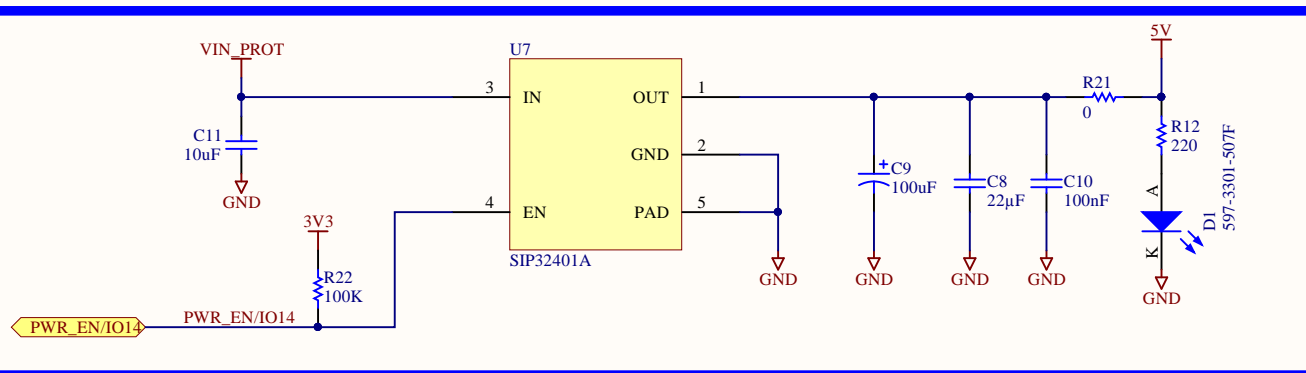 VIN_PROT
C11
10uF
GND
U7
3
IN
OUT
1
GND
2
4
EN
PAD
5
SIP32401A
GND
3V3
R22
100K
PWR_EN/IO14
PWR_EN/IO14
C9
100uF
GND
C8
22µF
GND
C10
100nF
GND
R21
0
5V
R12
220
A
K
D1
597-3301-507F
GND